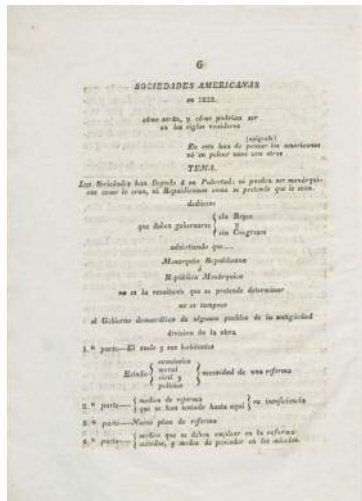 6
SOCIEDADES AMERICANAS
en 1828.
cómo serán, y cómo podrían ser
en los siglos venideros
(epígrafe)
En esto han de pensar los americanos
nó en pelear unos con otros
TEMA.
Las Sociedades han llegado á su Pubertad: ni pueden ser monárqui-
cas como lo eran, ni Republicanas como se pretende que lo sean.
dedúcese
que deben gobernarse { sin Reyes
y
sin Congresos
advirtiendo que....
Monarquía Republicana
ó
República Monárquica
no es la resultante que se pretende determinar
no es tampoco
el Gobierno democrático de algunos pueblos de la antigüedad
division de la obra
1.ª parte—El suelo y sus habitantes
Estado { económico
moral
civil y
político } necesidad de una reforma
2.ª parte— { medios de reforma
que se han tentado hasta aquí } su insuficiencia
3.ª parte—Nuevo plan de reforma
4.ª parte— { medios que se deben emplear en la reforma
métodos, y modos de proceder en los métodos.